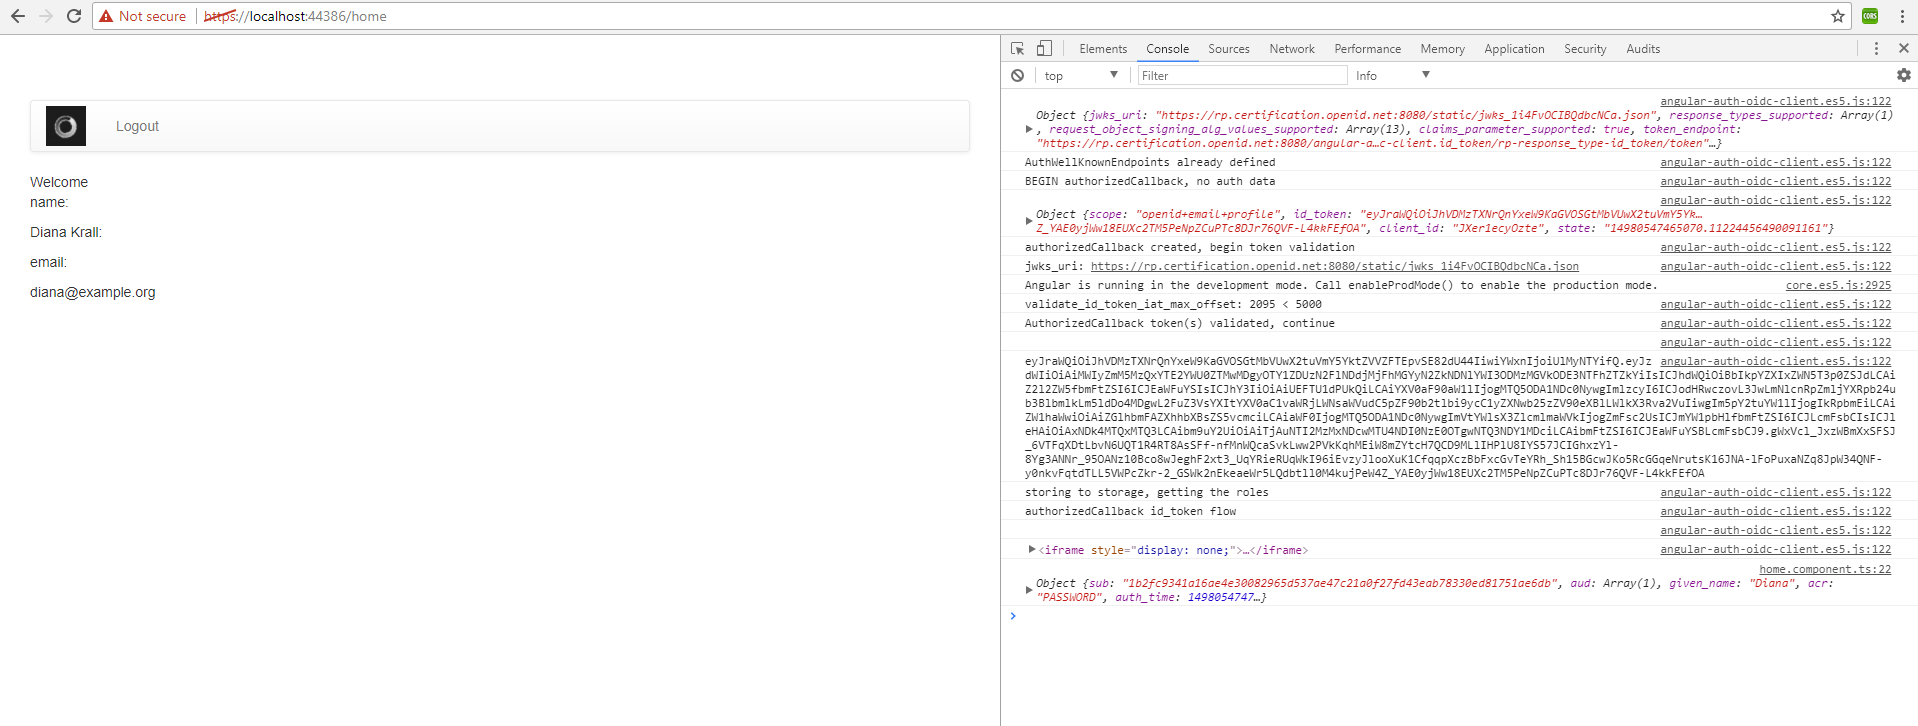 Not secure https://localhost:44386/home
CORS
Elements Console Sources Network Performance Memory Application Security Audits
top Filter Info
Logout
Welcome
name:
Diana Krall:
email:
diana@example.org
angular-auth-oidc-client.es5.js:122
Object {jwks_uri: "https://rp.certification.openid.net:8080/static/jwks_1i4FvOCIBQdbcNCa.json", response_types_supported: Array(1)
, request_object_signing_alg_values_supported: Array(13), claims_parameter_supported: true, token_endpoint:
"https://rp.certification.openid.net:8080/angular-a…c-client.id_token/rp-response_type-id_token/token"…}
AuthWellKnownEndpoints already defined angular-auth-oidc-client.es5.js:122
BEGIN authorizedCallback, no auth data angular-auth-oidc-client.es5.js:122
angular-auth-oidc-client.es5.js:122
Object {scope: "openid+email+profile", id_token: "eyJraWQiOiJhVDMzTXNrQnYxeW9KaGVOSGtMbVUwX2tuVmY5Yk…
Z_YAE0yjWw18EUXc2TM5PeNpZCuPTc8DJr76QVF-L4kkFEfOA", client_id: "JXer1ecyOzte", state: "14980547465070.11224456490091161"}
authorizedCallback created, begin token validation angular-auth-oidc-client.es5.js:122
jwks_uri: https://rp.certification.openid.net:8080/static/jwks_1i4FvOCIBQdbcNCa.json angular-auth-oidc-client.es5.js:122
Angular is running in the development mode. Call enableProdMode() to enable the production mode. core.es5.js:2925
validate_id_token_iat_max_offset: 2095 < 5000 angular-auth-oidc-client.es5.js:122
AuthorizedCallback token(s) validated, continue angular-auth-oidc-client.es5.js:122
angular-auth-oidc-client.es5.js:122
angular-auth-oidc-client.es5.js:122
storing to storage, getting the roles angular-auth-oidc-client.es5.js:122
authorizedCallback id_token flow angular-auth-oidc-client.es5.js:122
angular-auth-oidc-client.es5.js:122
<iframe style="display: none;">…</iframe> angular-auth-oidc-client.es5.js:122
home.component.ts:22
Object {sub: "1b2fc9341a16ae4e30082965d537ae47c21a0f27fd43eab78330ed81751ae6db", aud: Array(1), given_name: "Diana", acr:
"PASSWORD", auth_time: 1498054747…}